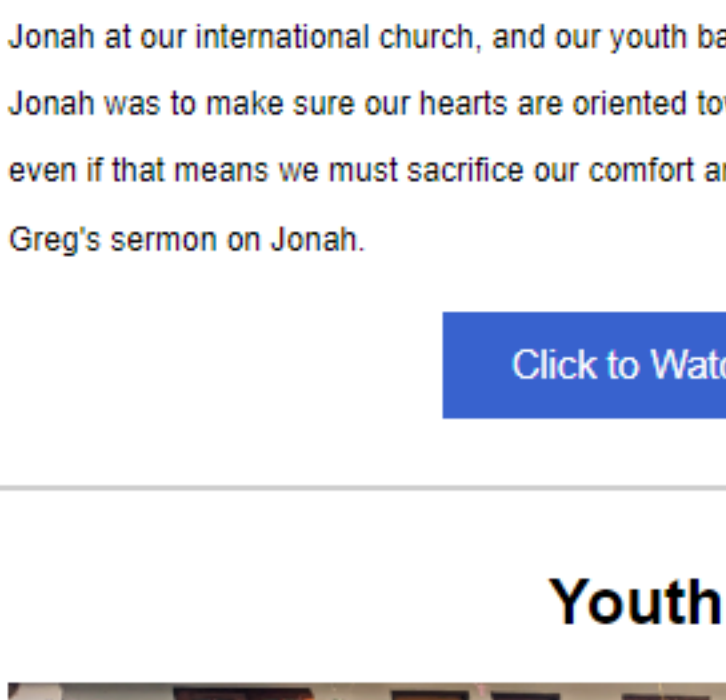 Jonah at our international church, and our youth
Jonah was to make sure our hearts are oriented
even if that means we must sacrifice our comfort
Greg's sermon on Jonah.
Click to
Youth